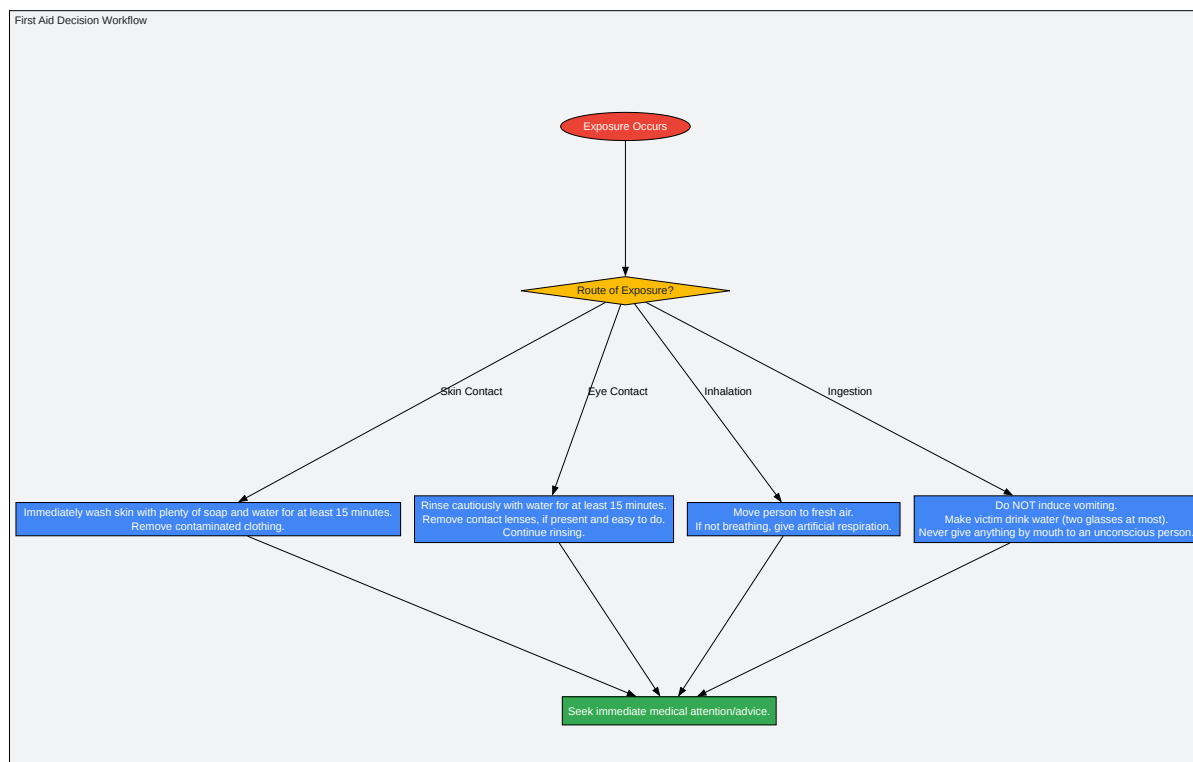 First Aid Decision Workflow
Exposure Occurs
Route of Exposure?
Skin Contact
Eye Contact
Inhalation
Ingestion
Immediately wash skin with plenty of soap and water for at least 15 minutes.
Remove contaminated clothing.
Rinse cautiously with water for at least 15 minutes.
Remove contact lenses, if present and easy to do.
Continue rinsing.
Move person to fresh air.
If not breathing, give artificial respiration.
Do NOT induce vomiting.
Make victim drink water (two glasses at most).
Never give anything by mouth to an unconscious person.
Seek immediate medical attention/advice.